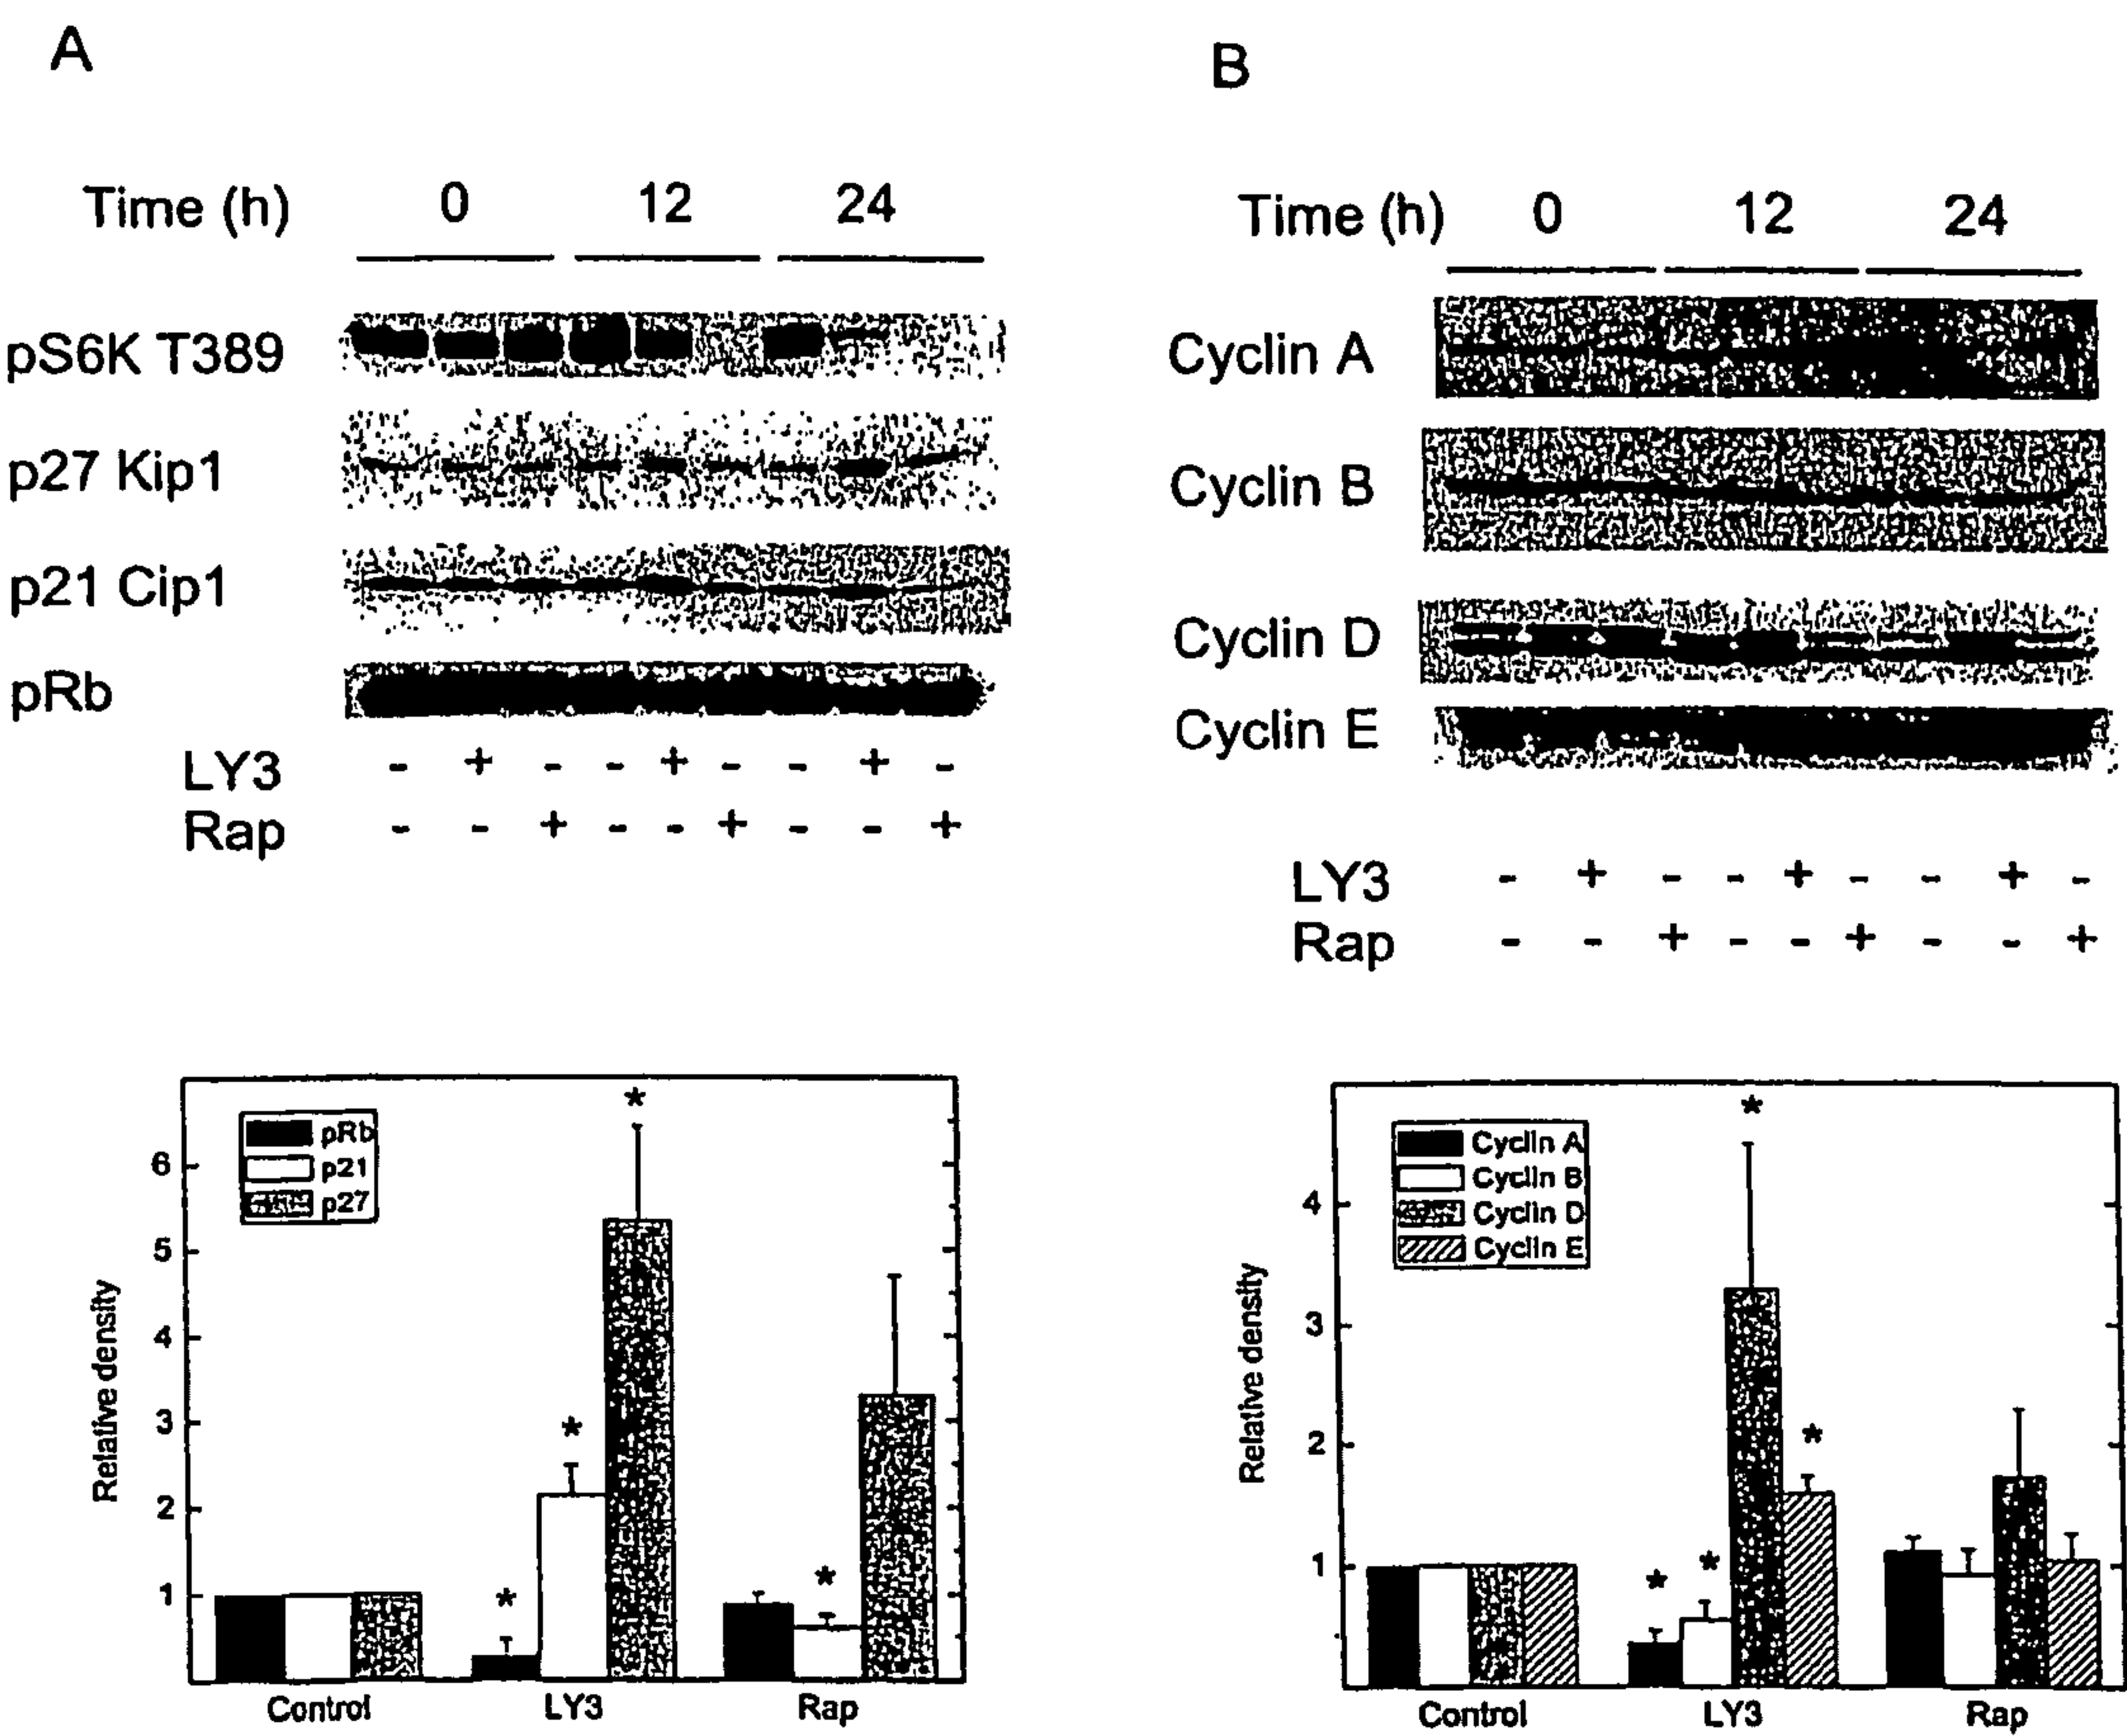 A
Time (h) 0 12 24
pS6K T389
p27 Kip1
p21 Cip1
pRb
LY3 - + - - + - - + -
Rap - - + - - + - - +
pRb
p21
p27
*
*
*
*
6
5
4
3
2
1
Relative density
Control LY3 Rap
B
Time (h) 0 12 24
Cyclin A
Cyclin B
Cyclin D
Cyclin E
LY3 - + - - + - - + -
Rap - - + - - + - - +
Cyclin A
Cyclin B
Cyclin D
Cyclin E
*
*
*
*
4
3
2
1
Relative density
Control LY3 Rap